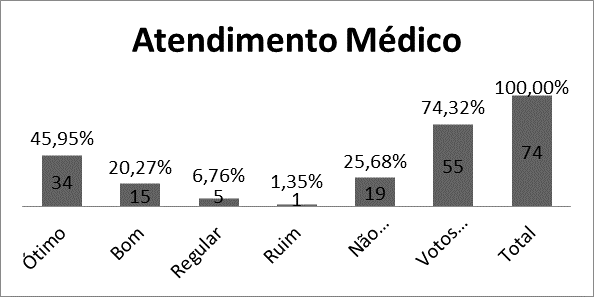 Atendimento Médico
45,95%
20,27%
6,76%
1,35%
25,68%
74,32%
100,00%
34
15
5
1
19
55
74
Ótimo
Bom
Regular
Ruim
Não...
Votos...
Total